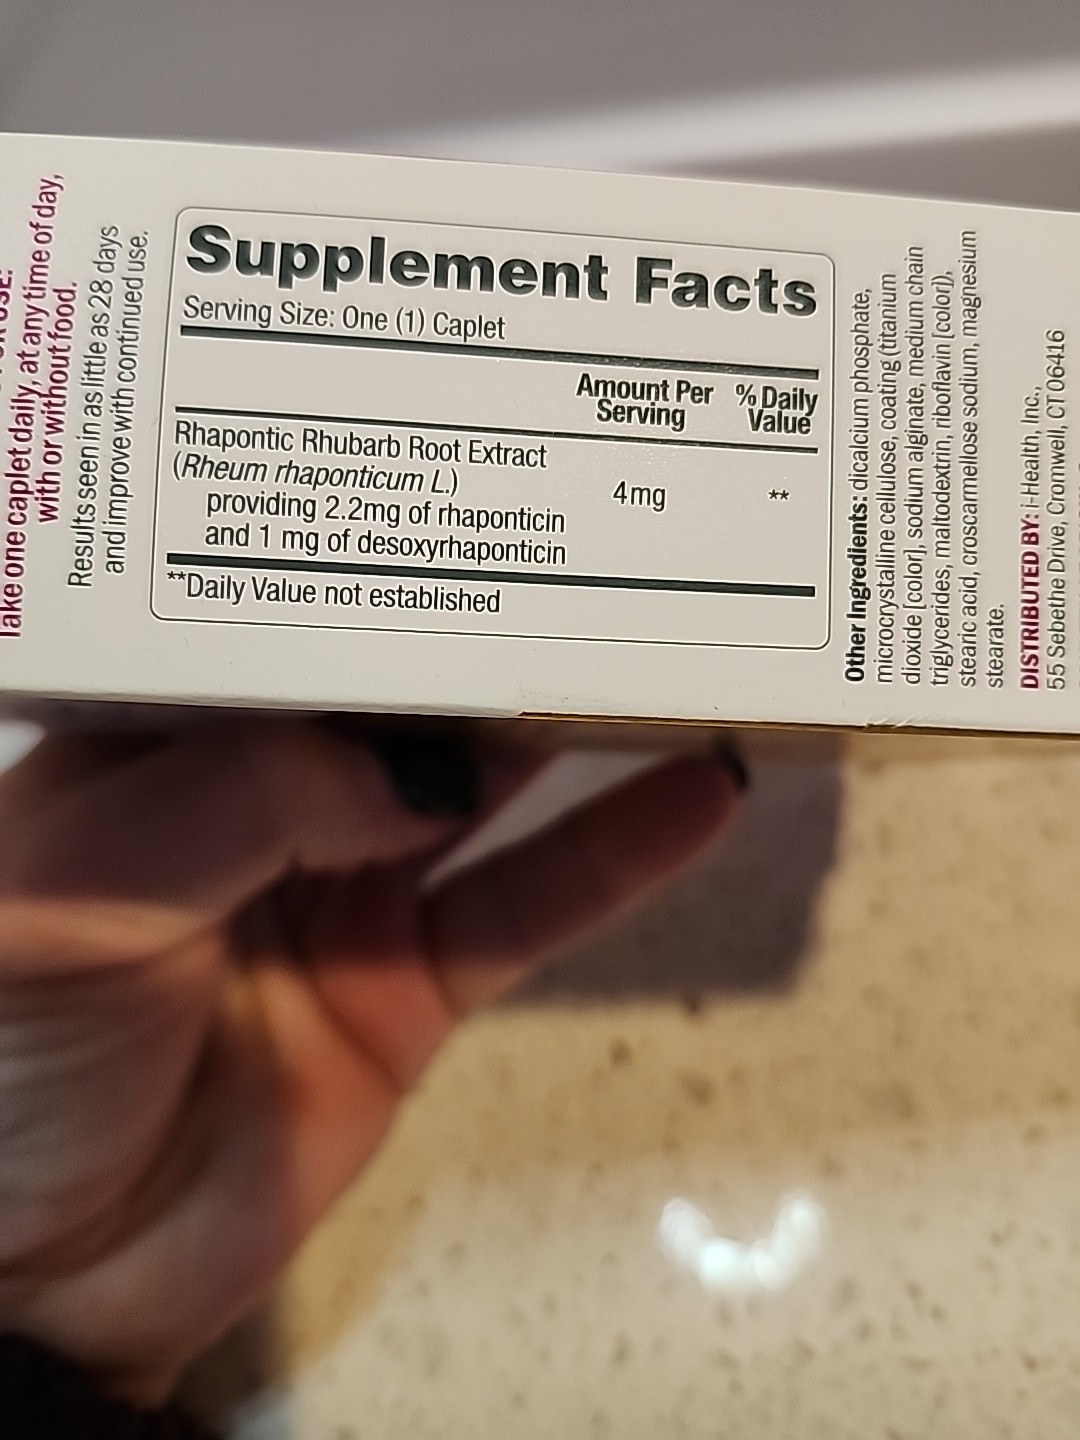 Take one caplet daily, at any time of day,
with or without food.
Results seen in as little as 28 days
and improve with continued use.
Supplement Facts
Serving Size: One (1) Caplet
Amount Per Serving
% Daily Value
Rhapontic Rhubarb Root Extract
(Rheum rhaponticum L.)
4mg
**
providing 2.2mg of rhaponticin
and 1 mg of desoxyrhaponticin
**Daily Value not established
Other Ingredients: dicalcium phosphate,
microcrystalline cellulose, coating (titanium
dioxide [color], sodium alginate, medium chain
triglycerides, maltodextrin, riboflavin [color]),
stearic acid, croscarmellose sodium, magnesium
stearate.
DISTRIBUTED BY: i-Health, Inc.,
55 Sebethe Drive, Cromwell, CT 06416